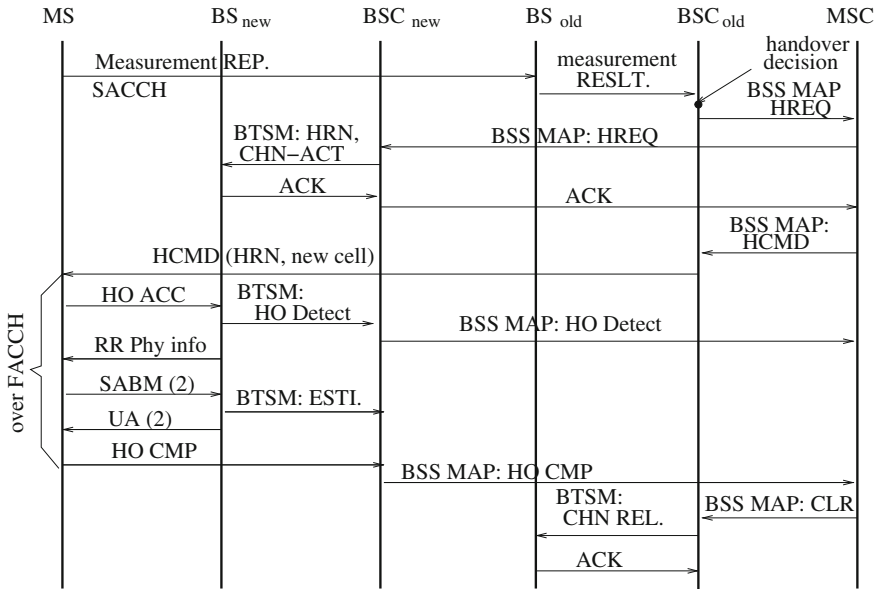 MS BS new BSC new BS old BSC old MSC
handover
decision
Measurement REP.
SACCH
measurement
RESLT.
BSS MAP
HREQ
BTSM: HRN,
CHN−ACT
BSS MAP: HREQ
ACK
ACK
BSS MAP:
HCMD
HCMD (HRN, new cell)
over FACCH
HO ACC
BTSM:
HO Detect
BSS MAP: HO Detect
RR Phy info
SABM (2)
BTSM: ESTI.
UA (2)
HO CMP
BSS MAP: HO CMP
BTSM:
CHN REL.
BSS MAP: CLR
ACK